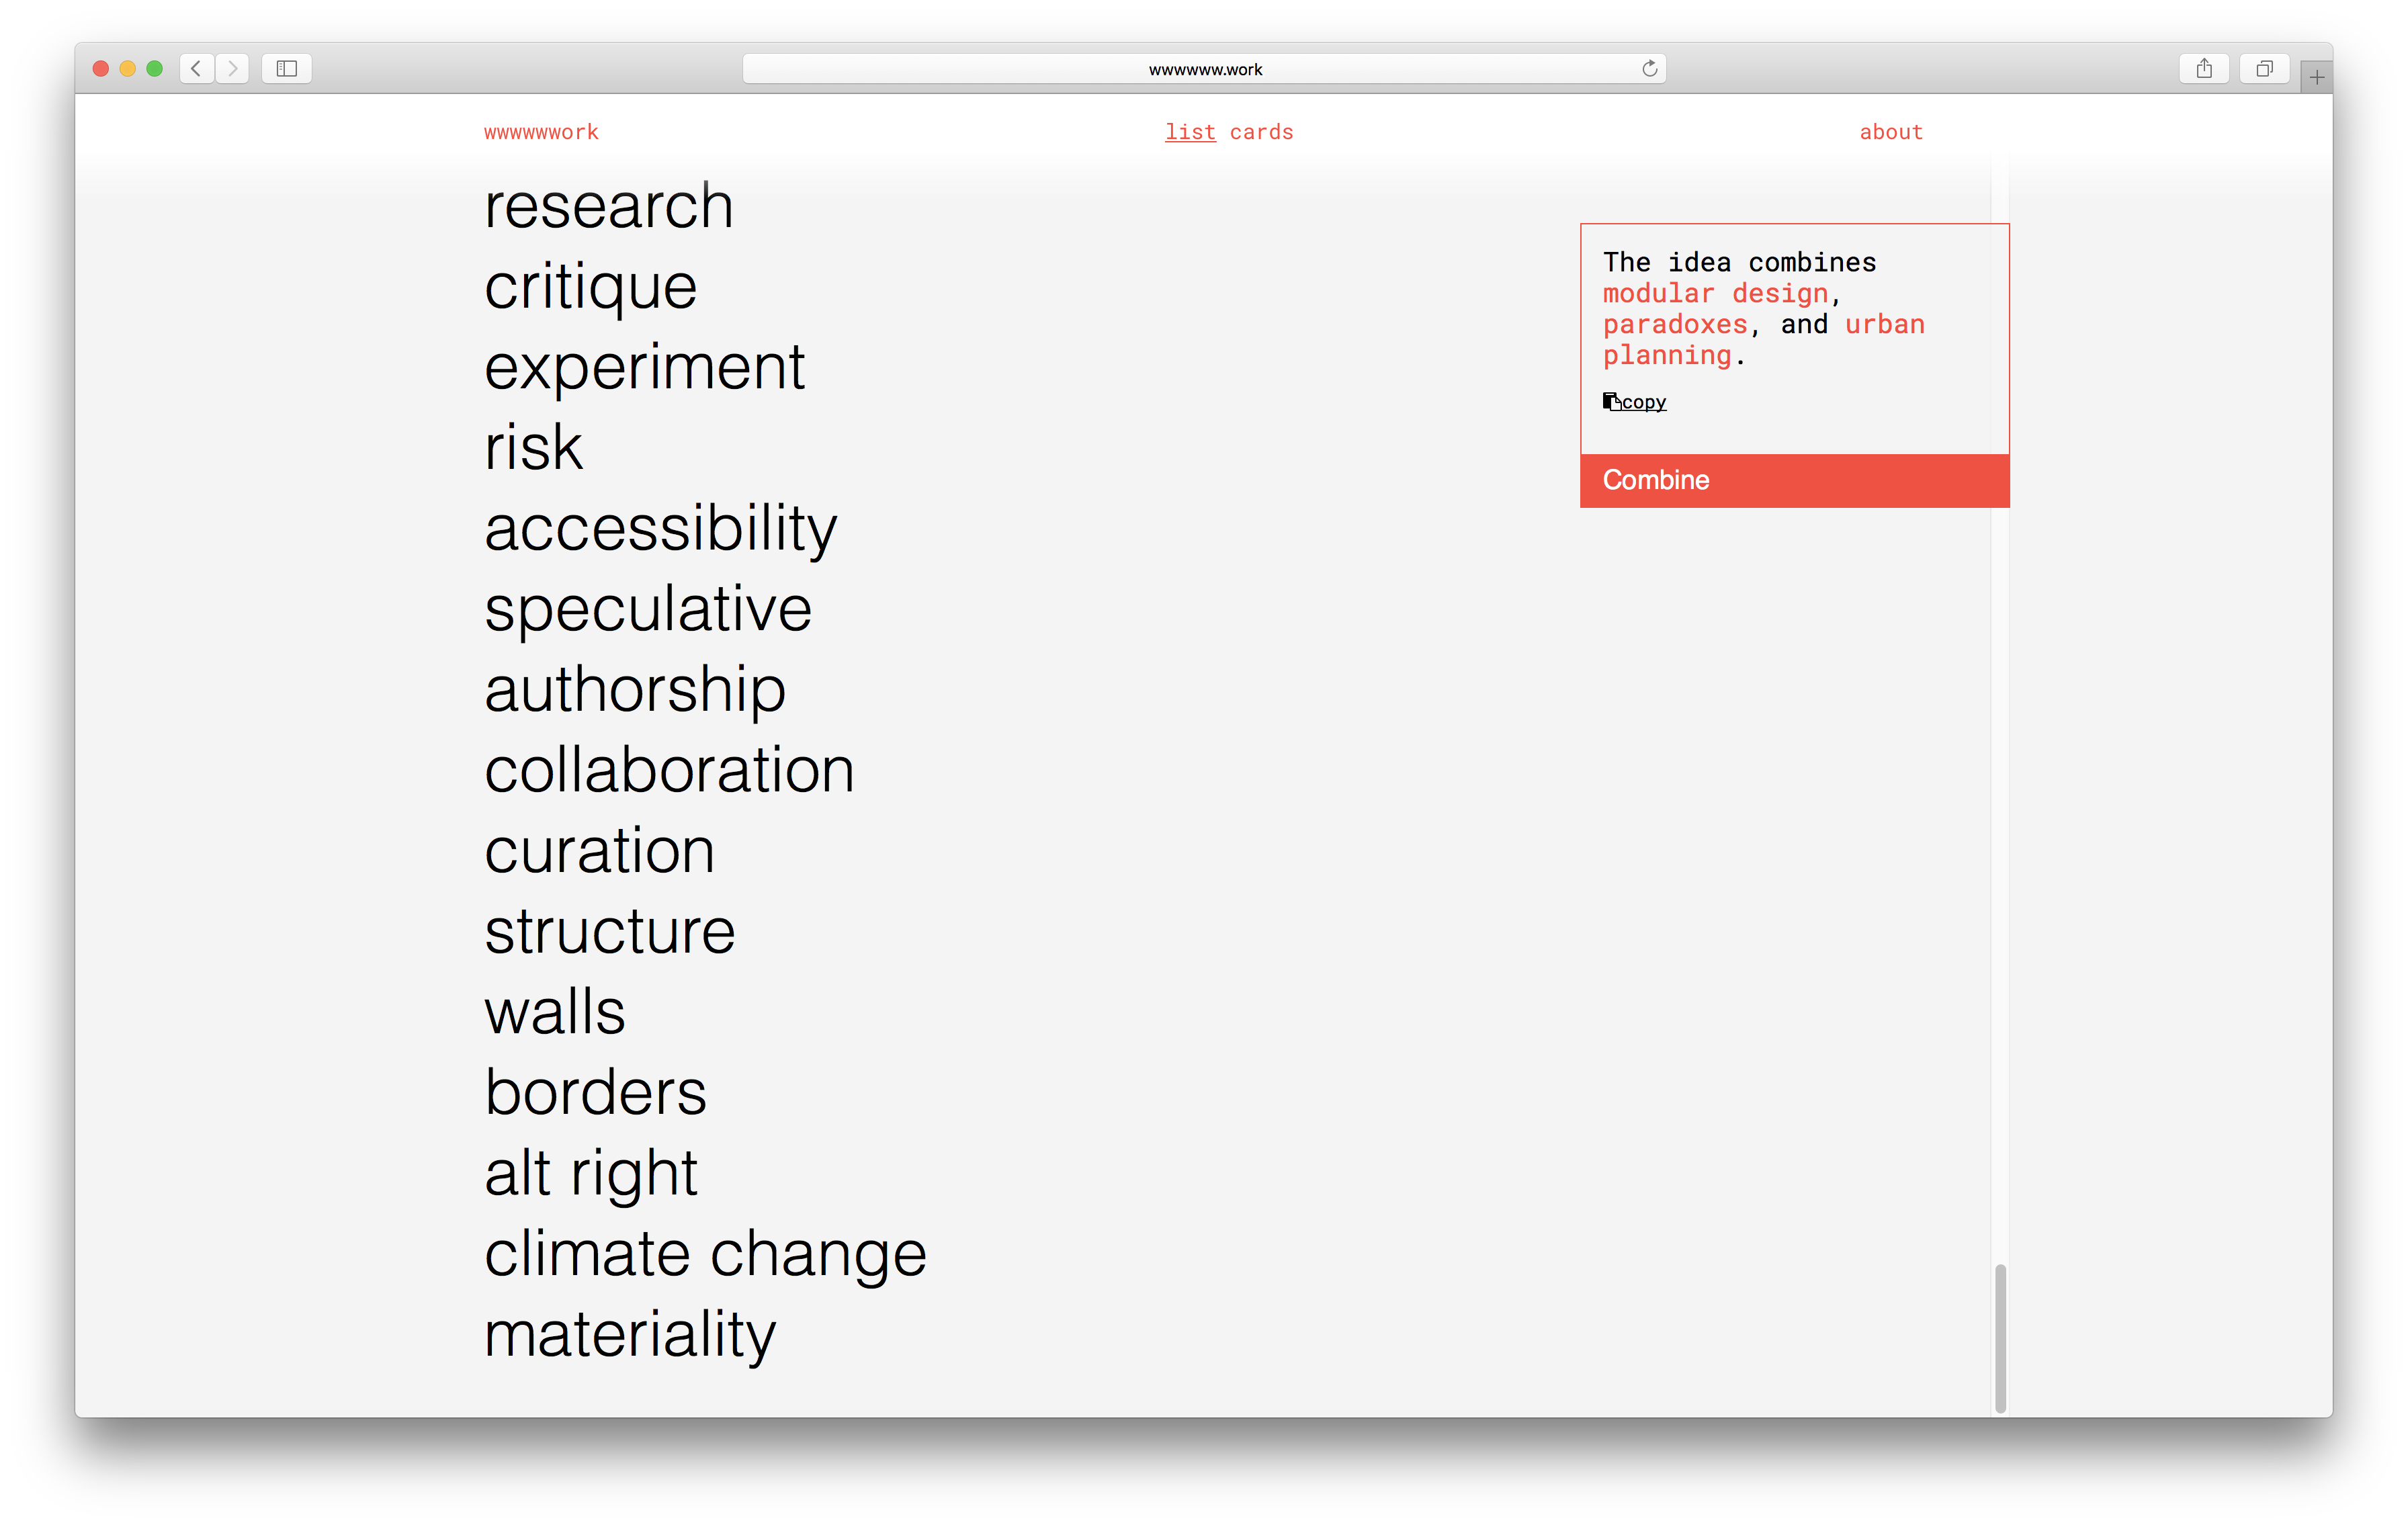 wwwwww.work
wwwwwwork
list cards
about
research
critique
experiment
risk
accessibility
speculative
authorship
collaboration
curation
structure
walls
borders
alt right
climate change
materiality
The idea combines
modular design,
paradoxes, and urban
planning.
copy
Combine